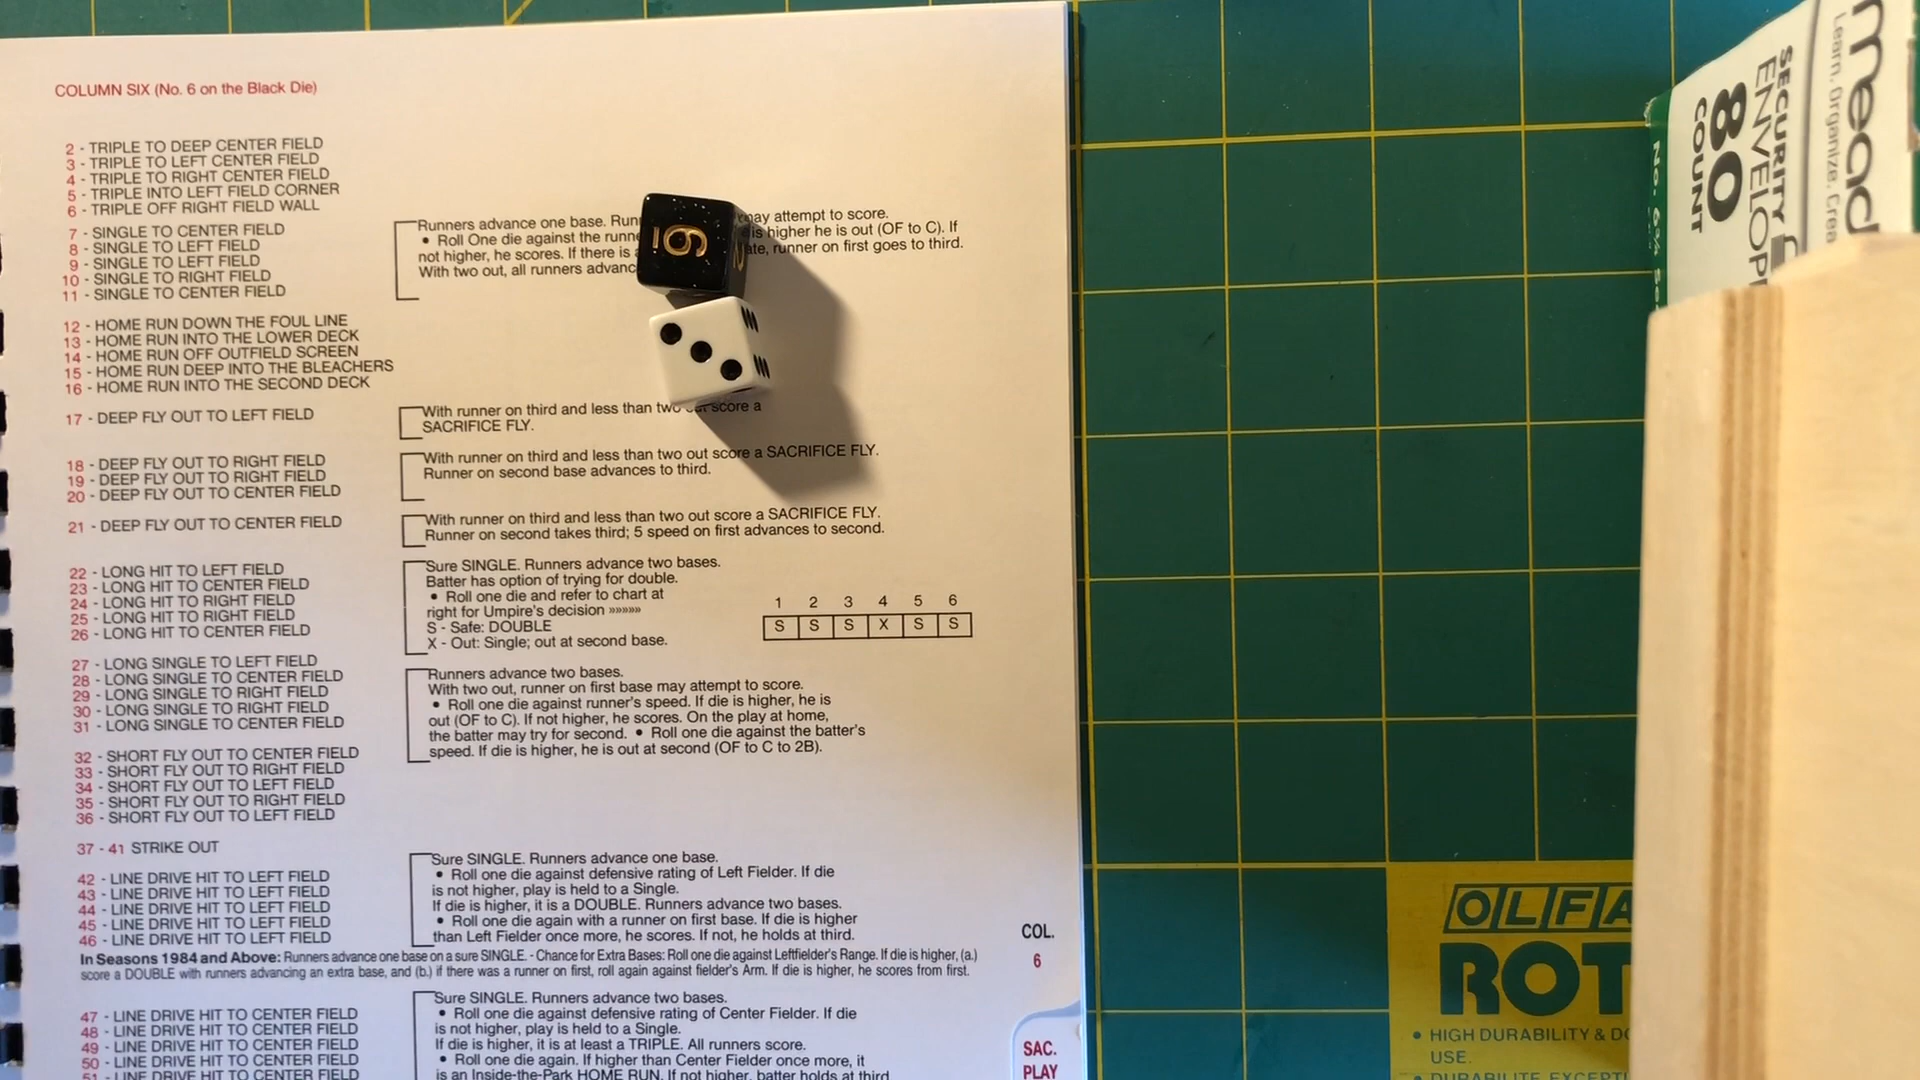 COLUMN SIX (No. 6 on the Black Die)
2 - TRIPLE TO DEEP CENTER FIELD
3 - TRIPLE TO LEFT CENTER FIELD
4 - TRIPLE TO RIGHT CENTER FIELD
5 - TRIPLE INTO LEFT FIELD CORNER
6 - TRIPLE OFF RIGHT FIELD WALL
7 - SINGLE TO CENTER FIELD
8 - SINGLE TO LEFT FIELD
9 - SINGLE TO LEFT FIELD
10 - SINGLE TO RIGHT FIELD
11 - SINGLE TO CENTER FIELD
Runners advance one base. may attempt to score.
• Roll One die against the is higher he is out (OF to C). If
not higher, he scores. If there is runner on first goes to third.
With two out, all runners
6
12 - HOME RUN DOWN THE FOUL LINE
13 - HOME RUN INTO THE LOWER DECK
14 - HOME RUN OFF OUTFIELD SCREEN
15 - HOME RUN DEEP INTO THE BLEACHERS
16 - HOME RUN INTO THE SECOND DECK
17 - DEEP FLY OUT TO LEFT FIELD
With runner on third and less than two out score a
SACRIFICE FLY.
18 - DEEP FLY OUT TO RIGHT FIELD
19 - DEEP FLY OUT TO RIGHT FIELD
20 - DEEP FLY OUT TO CENTER FIELD
With runner on third and less than two out score a SACRIFICE FLY.
Runner on second base advances to third.
21 - DEEP FLY OUT TO CENTER FIELD
With runner on third and less than two out score a SACRIFICE FLY.
Runner on second takes third; 5 speed on first advances to second.
22 - LONG HIT TO LEFT FIELD
23 - LONG HIT TO CENTER FIELD
24 - LONG HIT TO RIGHT FIELD
25 - LONG HIT TO RIGHT FIELD
26 - LONG HIT TO CENTER FIELD
Sure SINGLE. Runners advance two bases.
Batter has option of trying for double.
• Roll one die and refer to chart at
right for Umpire's decision »»»»»
S - Safe: DOUBLE
X - Out: Single; out at second base.
1 2 3 4 5 6
S S S X S S
27 - LONG SINGLE TO LEFT FIELD
28 - LONG SINGLE TO CENTER FIELD
29 - LONG SINGLE TO RIGHT FIELD
30 - LONG SINGLE TO RIGHT FIELD
31 - LONG SINGLE TO CENTER FIELD
Runners advance two bases.
With two out, runner on first base may attempt to score.
• Roll one die against runner's speed. If die is higher, he is
out (OF to C). If not higher, he scores. On the play at home,
the batter may try for second. • Roll one die against the batter's
speed. If die is higher, he is out at second (OF to C to 2B).
32 - SHORT FLY OUT TO CENTER FIELD
33 - SHORT FLY OUT TO RIGHT FIELD
34 - SHORT FLY OUT TO LEFT FIELD
35 - SHORT FLY OUT TO RIGHT FIELD
36 - SHORT FLY OUT TO LEFT FIELD
37 - 41 STRIKE OUT
42 - LINE DRIVE HIT TO LEFT FIELD
43 - LINE DRIVE HIT TO LEFT FIELD
44 - LINE DRIVE HIT TO LEFT FIELD
45 - LINE DRIVE HIT TO LEFT FIELD
46 - LINE DRIVE HIT TO LEFT FIELD
Sure SINGLE. Runners advance one base.
• Roll one die against defensive rating of Left Fielder. If die
is not higher, play is held to a Single.
If die is higher, it is a DOUBLE. Runners advance two bases.
• Roll one die again with a runner on first base. If die is higher
than Left Fielder once more, he scores. If not, he holds at third.
In Seasons 1984 and Above: Runners advance one base on a sure SINGLE. - Chance for Extra Bases: Roll one die against Leftfielder's Range. If die is higher, (a.)
score a DOUBLE with runners advancing an extra base, and (b.) if there was a runner on first, roll again against fielder's Arm. If die is higher, he scores from first.
COL.
6
47 - LINE DRIVE HIT TO CENTER FIELD
48 - LINE DRIVE HIT TO CENTER FIELD
49 - LINE DRIVE HIT TO CENTER FIELD
50 - LINE DRIVE HIT TO CENTER FIELD
51 - LINE DRIVE HIT TO CENTER FIELD
Sure SINGLE. Runners advance two bases.
• Roll one die against defensive rating of Center Fielder. If die
is not higher, play is held to a Single.
If die is higher, it is at least a TRIPLE. All runners score.
• Roll one die again. If higher than Center Fielder once more, it
is an Inside-the-Park HOME RUN. If not higher, batter holds at third
SAC.
PLAY
mead
Learn. Organize.
SECURITY
80
COUNT
OLFA
• HIGH DURABILITY &
USE.